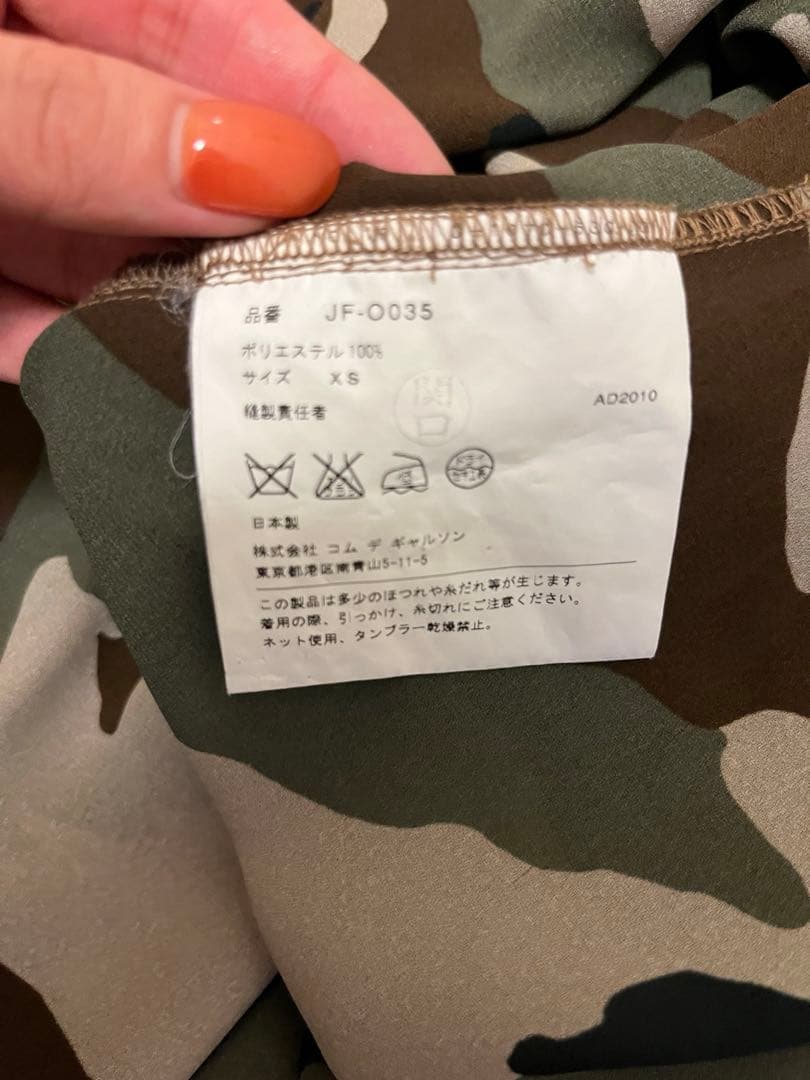 品番 JF-O035
ポリエステル 100%
サイズ XS
縫製責任者
関口
AD2010
日本製
株式会社 コム デ ギャルソン
東京都港区南青山5-11-5
この製品は多少のほつれや糸だれ等が生じます。
着用の際、引っかけ、糸切れにご注意ください。
ネット使用、タンブラー乾燥禁止。